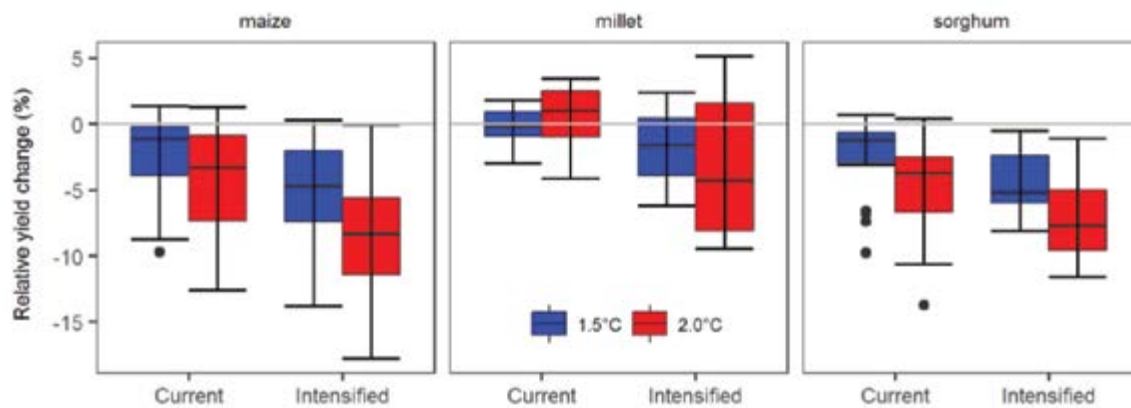 maize
millet
sorghum
Relative yield change (%)
5
0
-5
-10
-15
1.5°C 2.0°C
Current Intensified Current Intensified Current Intensified